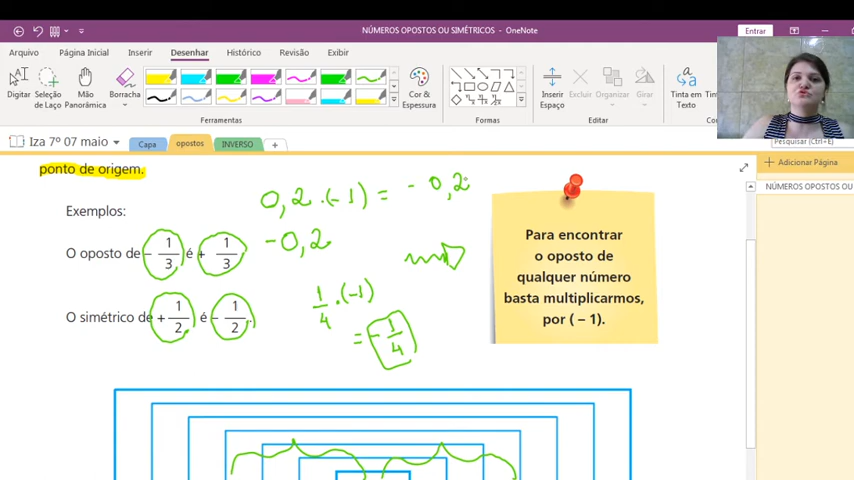 NÚMEROS OPOSTOS OU SIMÉTRICOS - OneNote
Entrar
Arquivo Página Inicial Inserir Desenhar Histórico Revisão Exibir
Digitar
Seleção de Laço
Mão Panorâmica
Borracha
Cor & Espessura
Inserir Espaço
Excluir
Organizar
Girar
Tinta em Texto
Ferramentas
Formas
Editar
Iza 7º 07 maio
Capa
opostos
INVERSO
Pesquisar (Ctrl+E)
Adicionar Página
NÚMEROS OPOSTOS OU
ponto de origem.
0,2 . (-1) = - 0,2
Exemplos:
O oposto de - 1/3 é + 1/3
- 0,2
1/4 . (-1)
O simétrico de + 1/2 é - 1/2.
= - 1/4
Para encontrar
o oposto de
qualquer número
basta multiplicarmos,
por ( – 1).